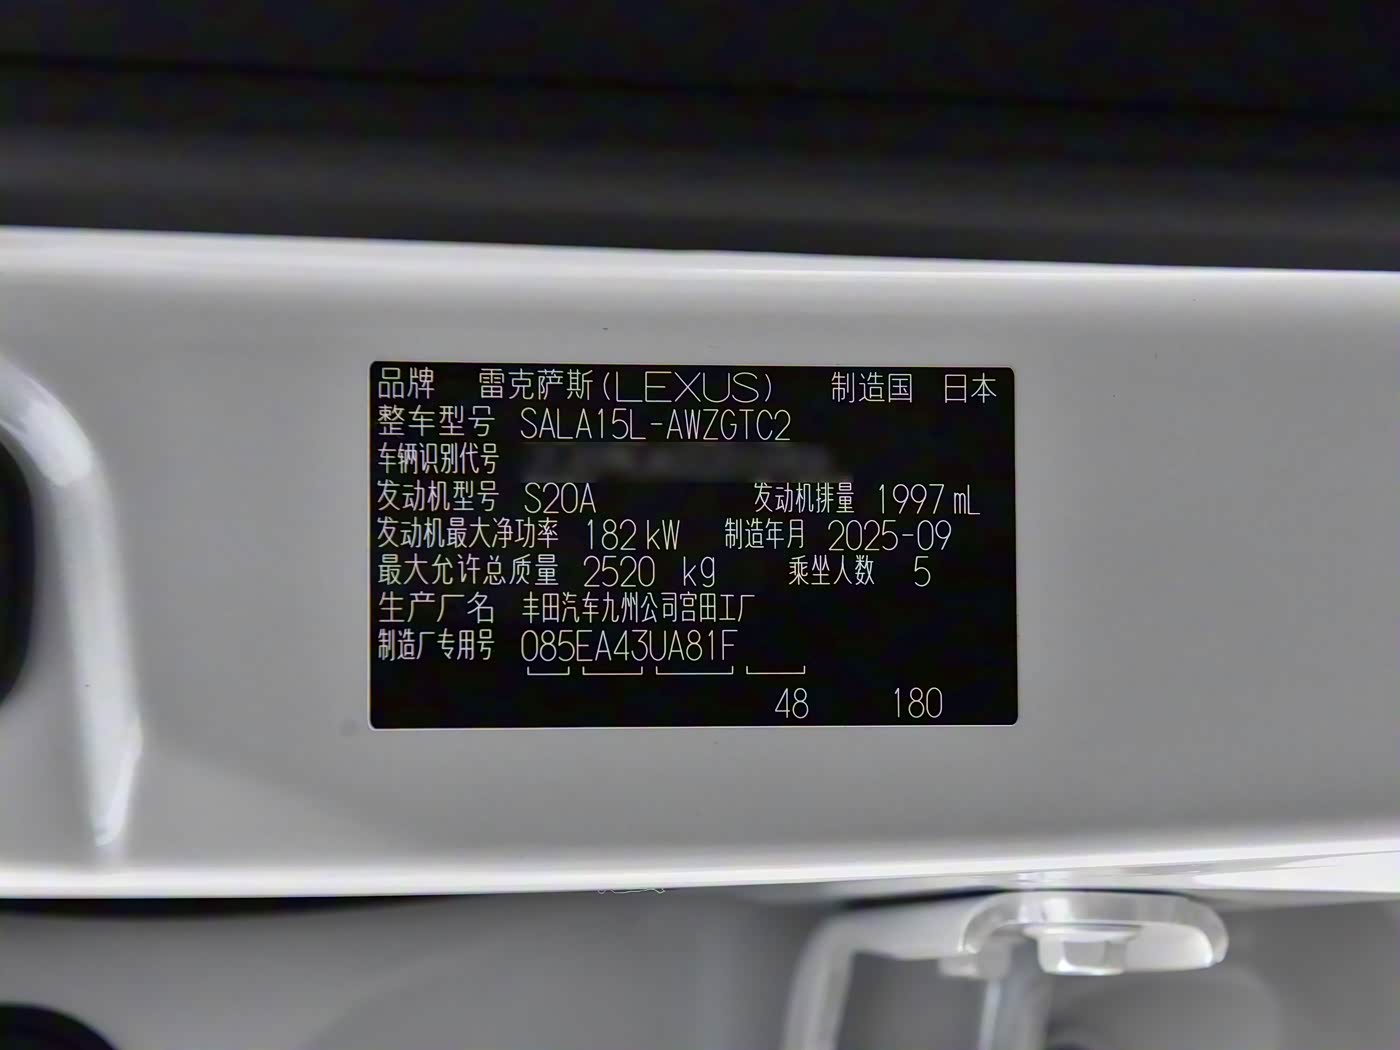 品牌 雷克萨斯(LEXUS) 制造国 日本
整车型号 SALA15L-AWZGTC2
车辆识别代号
发动机型号 S20A 发动机排量 1997 mL
发动机最大净功率 182 kW 制造年月 2025-09
最大允许总质量 2520 kg 乘坐人数 5
生产厂名 丰田汽车九州公司宫田工厂
制造厂专用号 085EA43UA81F
48 180